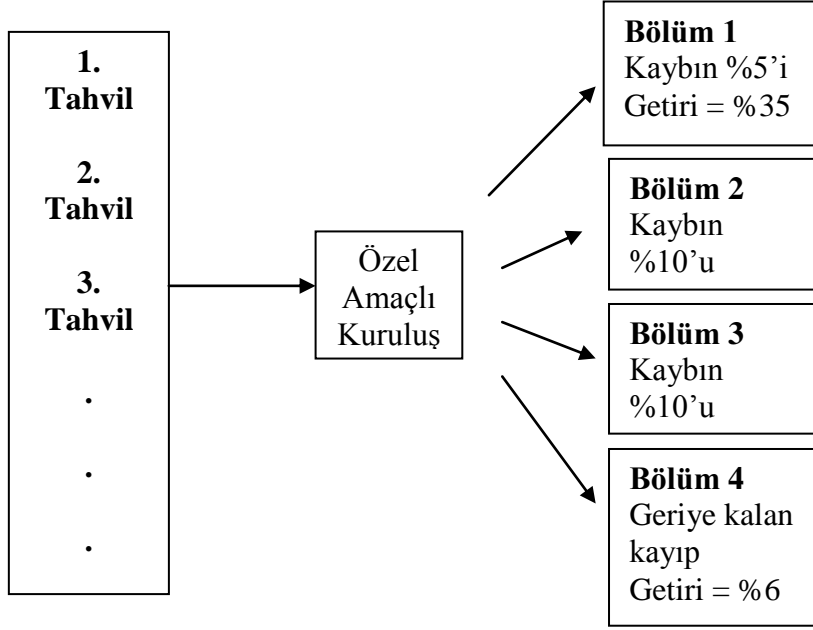 1.
Tahvil
2.
Tahvil
3.
Tahvil
.
.
.
Özel
Amaçlı
Kuruluş
Bölüm 1
Kaybın %5’i
Getiri = %35
Bölüm 2
Kaybın
%10’u
Bölüm 3
Kaybın
%10’u
Bölüm 4
Geriye kalan
kayıp
Getiri = %6